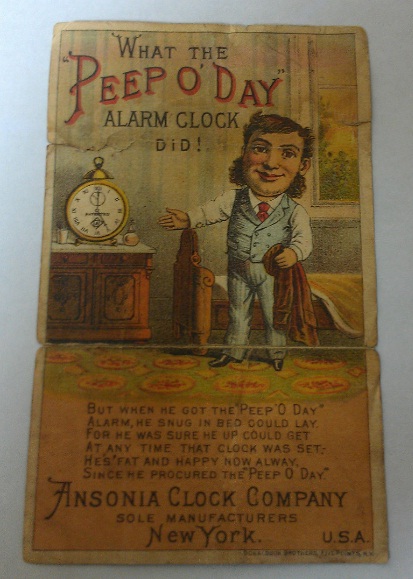 WHAT THE
"PEEP O' DAY"
ALARM CLOCK
DID!
BUT WHEN HE GOT THE "PEEP 'O DAY"
ALARM, HE SNUG IN BED COULD LAY.
FOR HE WAS SURE HE UP COULD GET
AT ANY TIME THAT CLOCK WAS SET,-
HE'S FAT AND HAPPY NOW ALWAY.
SINCE HE PROCURED THE "PEEP O DAY"
ANSONIA CLOCK COMPANY
SOLE MANUFACTURERS
New York. U.S.A.
BROTHERS,